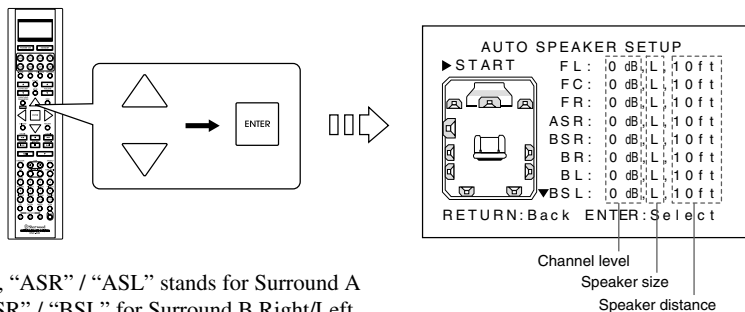 AUTO SPEAKER SETUP
▶START FL: 0 dB, L, 10ft
FC: 0 dB, L, 10ft
FR: 0 dB, L, 10ft
ASR: 0 dB, L, 10ft
BSR: 0 dB, L, 10ft
BR: 0 dB, L, 10ft
BL: 0 dB, L, 10ft
▼BSL: 0 dB, L, 10ft
RETURN:Back ENTER:Select
ENTER
Channel level
Speaker size
Speaker distance
, “ASR” / “ASL” stands for Surround A
SR” / “BSL” for Surround B Right/Left